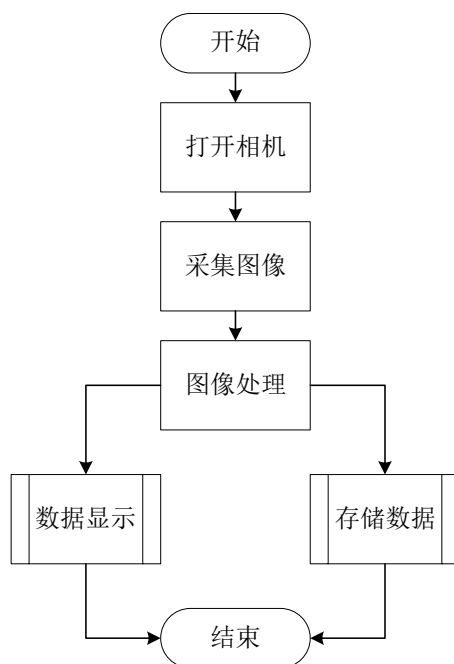 开始
打开相机
采集图像
图像处理
数据显示
存储数据
结束